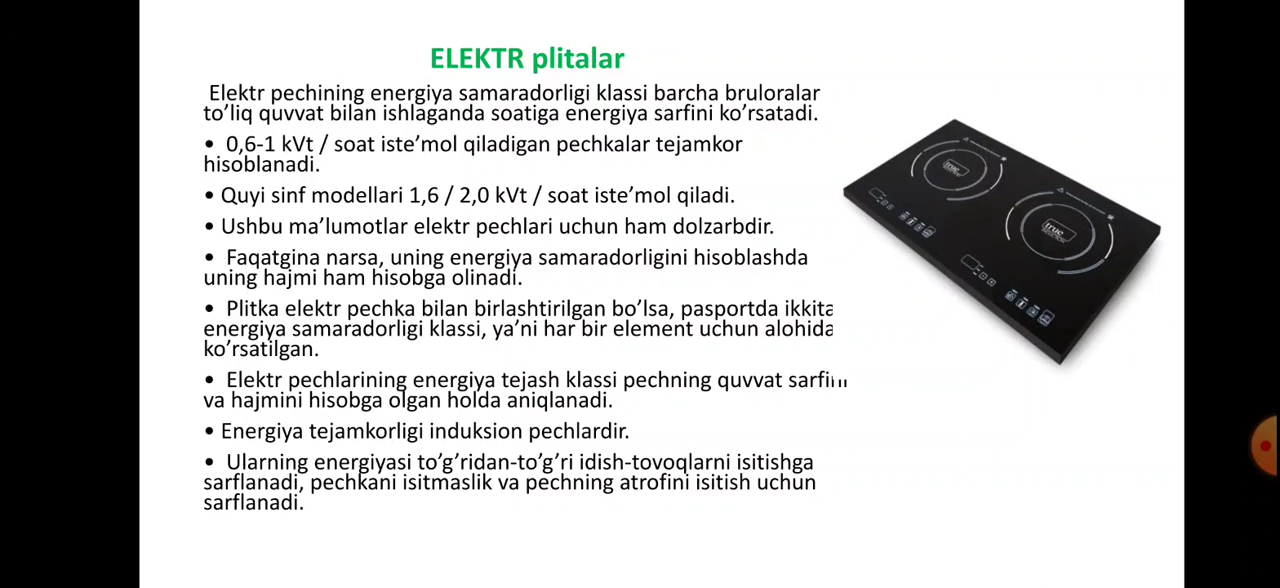 ELEKTR plitalar
Elektr pechining energiya samaradorligi klassi barcha bruloralar
to’liq quvvat bilan ishlaganda soatiga energiya sarfini ko’rsatadi.
• 0,6-1 kVt / soat iste’mol qiladigan pechkalar tejamkor
hisoblanadi.
• Quyi sinf modellari 1,6 / 2,0 kVt / soat iste’mol qiladi.
• Ushbu ma’lumotlar elektr pechlari uchun ham dolzarbdir.
• Faqatgina narsa, uning energiya samaradorligini hisoblashda
uning hajmi ham hisobga olinadi.
• Plitka elektr pechka bilan birlashtirilgan bo’lsa, pasportda ikkita
energiya samaradorligi klassi, ya’ni har bir element uchun alohida
ko’rsatilgan.
• Elektr pechlarining energiya tejash klassi pechning quvvat sarfini
va hajmini hisobga olgan holda aniqlanadi.
• Energiya tejamkorligi induksion pechlardir.
• Ularning energiyasi to’g’ridan-to’g’ri idish-tovoqlarni isitishga
sarflanadi, pechkani isitmaslik va pechning atrofini isitish uchun
sarflanadi.
true
true